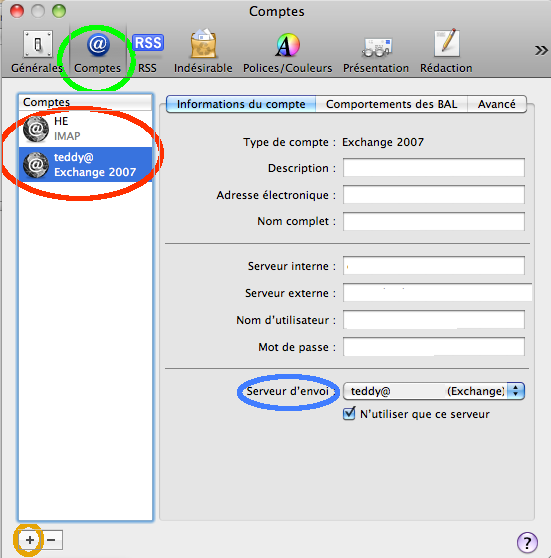 Comptes
@ RSS
Générales Comptes RSS Indésirable Polices/Couleurs Présentation Rédaction »
Comptes
@ HE
IMAP
@ teddy@
Exchange 2007
Informations du compte Comportements des BAL Avancé
Type de compte : Exchange 2007
Description :
Adresse électronique :
Nom complet :
Serveur interne :
Serveur externe :
Nom d'utilisateur :
Mot de passe :
Serveur d'envoi : teddy@ (Exchange)
N'utiliser que ce serveur
+ − ?